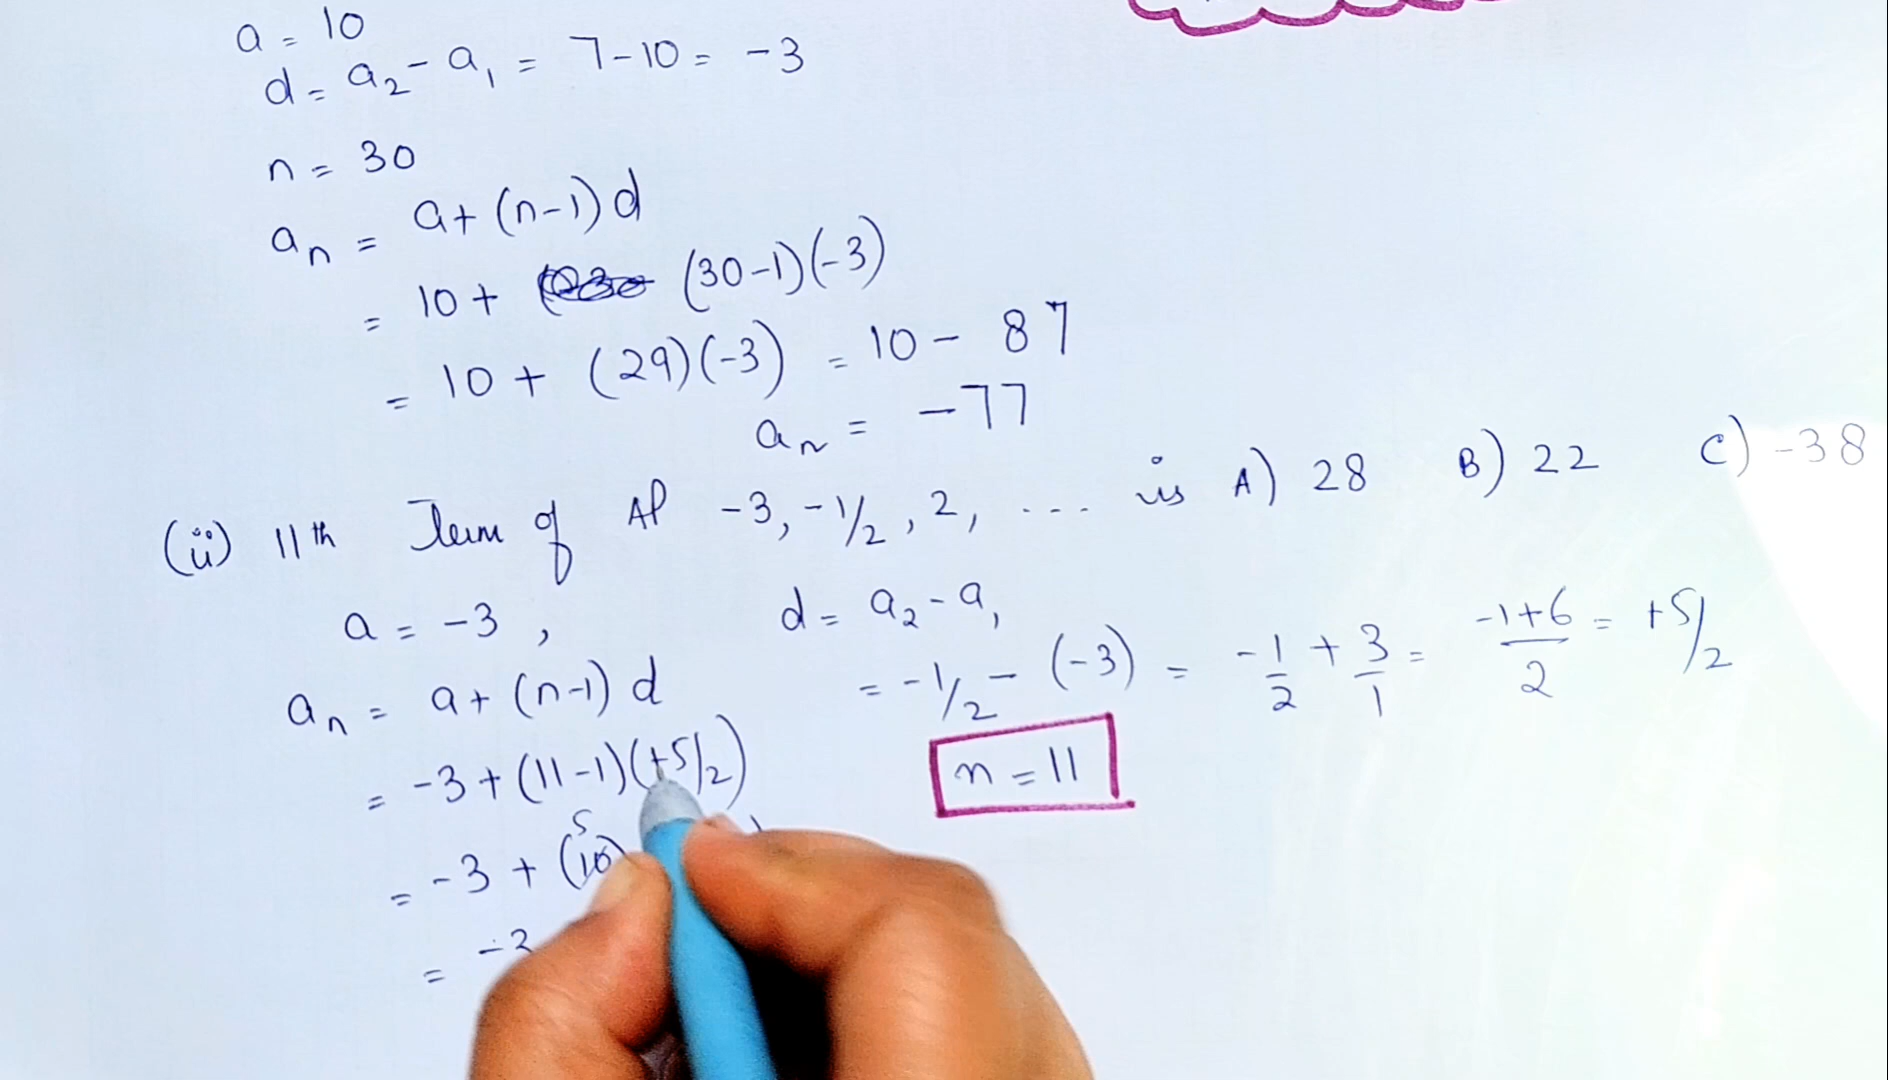 a = 10
d = a₂ - a₁ = 7-10 = -3
n = 30
aₙ = a + (n-1) d
= 10 + (30-1)(-3)
= 10 + (29)(-3) = 10 - 87
aₙ = -77
(ii) 11th Term of AP -3, -1/2, 2, ... is A) 28 B) 22 C) -38
a = -3 , d = a₂ - a₁
= -1/2 - (-3) = -1/2 + 3/1 = -1+6/2 = +5/2
aₙ = a + (n-1) d
= -3 + (11-1)(+5/2) n = 11
= -3 + (10) 5
= -3